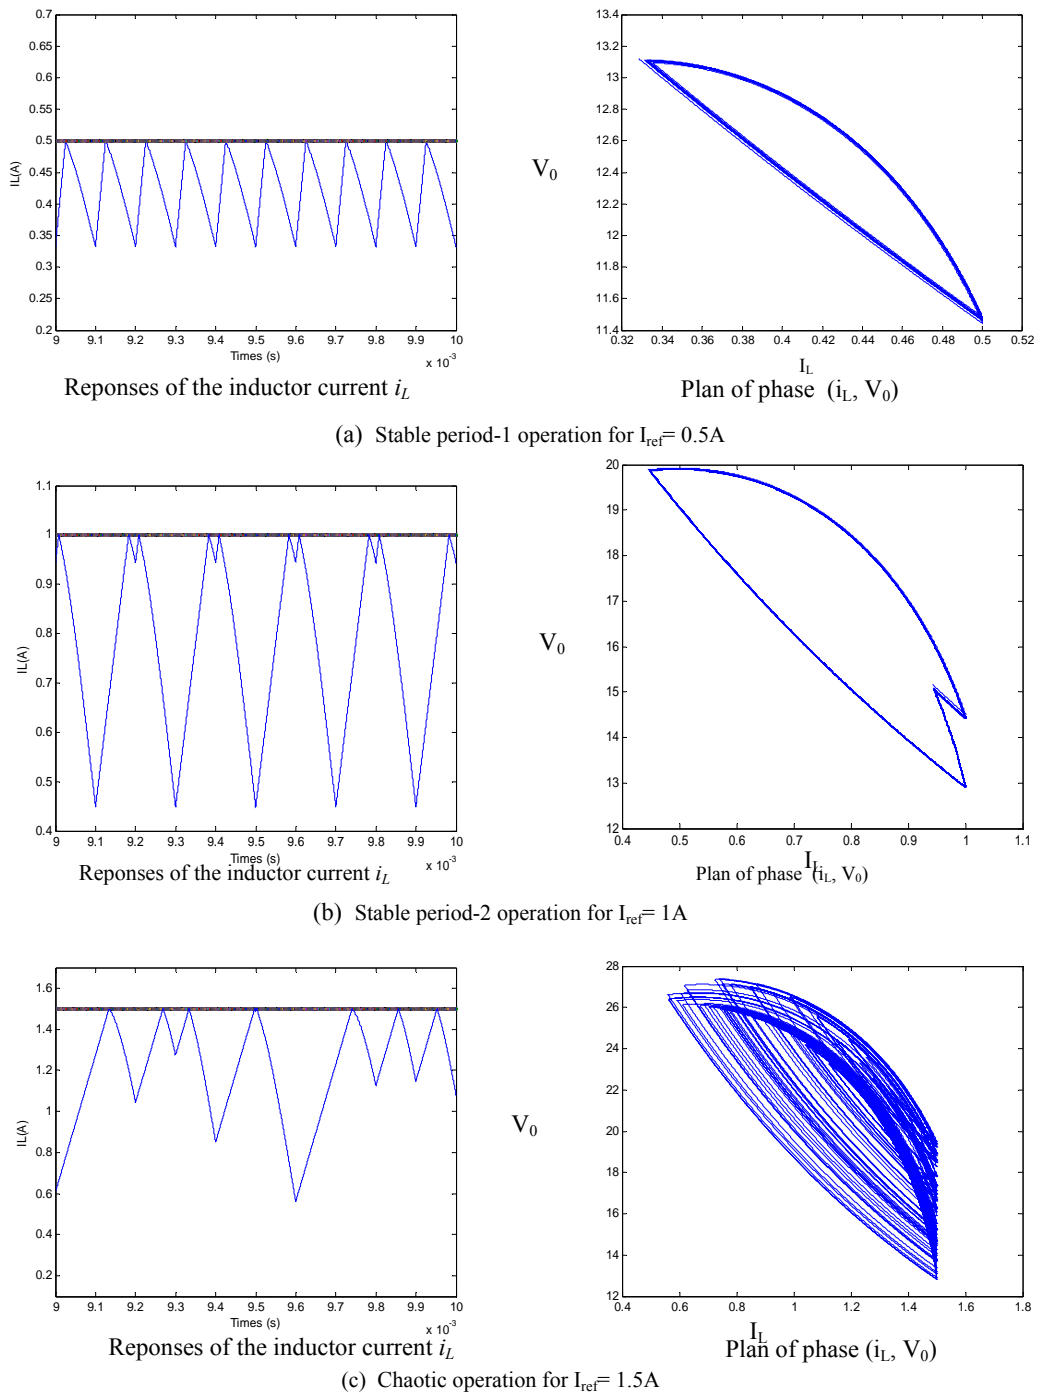 0.7
0.65
0.6
0.55
0.5
0.45
0.4
0.35
0.3
0.25
0.2
IL(A)
9 9.1 9.2 9.3 9.4 9.5 9.6 9.7 9.8 9.9 10
Times (s)
x 10⁻³
Reponses of the inductor current iL
13.4
13.2
13
12.8
12.6
12.4
12.2
12
11.8
11.6
11.4
V0
0.32 0.34 0.36 0.38 0.4 0.42 0.44 0.46 0.48 0.5 0.52
IL
Plan of phase (iL, V0)
(a) Stable period-1 operation for Iref= 0.5A
1.1
1
0.9
0.8
0.7
0.6
0.5
0.4
IL(A)
9 9.1 9.2 9.3 9.4 9.5 9.6 9.7 9.8 9.9 10
Times (s)
x 10⁻³
Reponses of the inductor current iL
20
19
18
17
16
15
14
13
12
V0
0.4 0.5 0.6 0.7 0.8 0.9 1 1.1
IL
Plan of phase (iL, V0)
(b) Stable period-2 operation for Iref= 1A
1.6
1.4
1.2
1
0.8
0.6
0.4
0.2
IL(A)
9 9.1 9.2 9.3 9.4 9.5 9.6 9.7 9.8 9.9 10
Times (s)
x 10⁻³
Reponses of the inductor current iL
28
26
24
22
20
18
16
14
12
V0
0.4 0.6 0.8 1 1.2 1.4 1.6 1.8
IL
Plan of phase (iL, V0)
(c) Chaotic operation for Iref= 1.5A